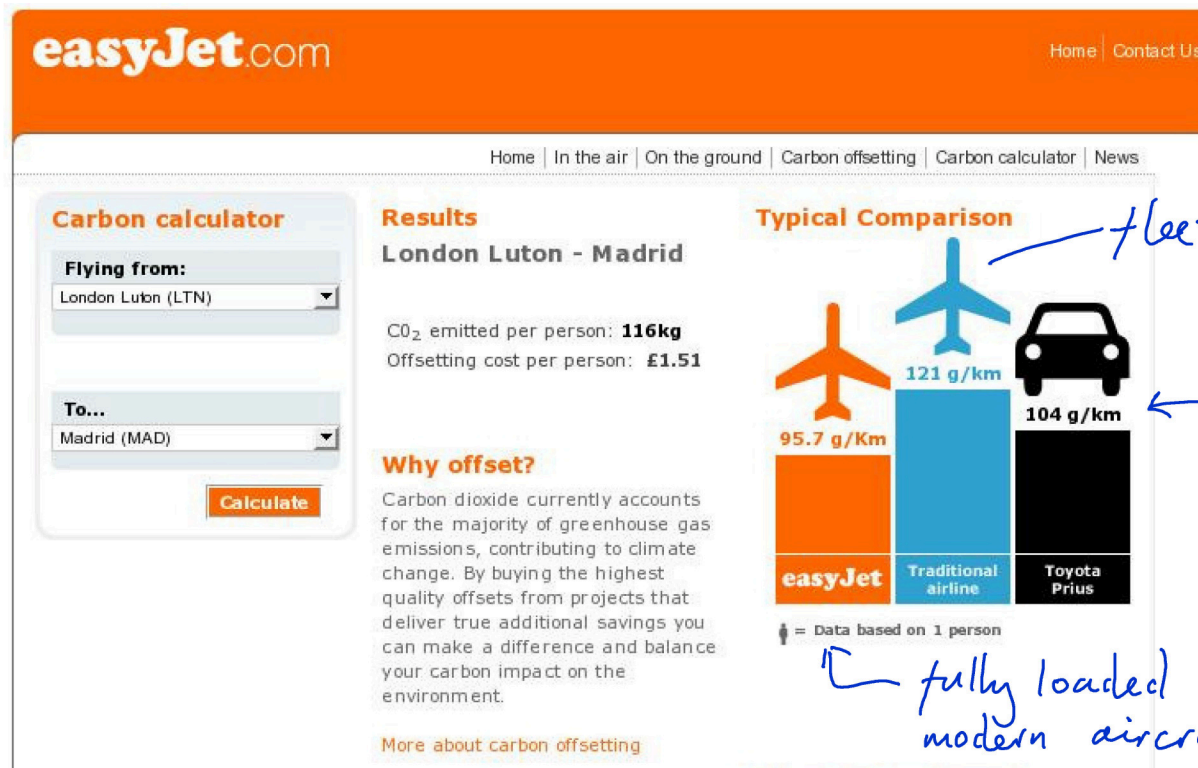 easyJet.com
Home | Contact Us
Home | In the air | On the ground | Carbon offsetting | Carbon calculator | News
Carbon calculator
Flying from:
London Luton (LTN)
To...
Madrid (MAD)
Calculate
Results
London Luton - Madrid
C0₂ emitted per person: 116kg
Offsetting cost per person: £1.51
Why offset?
Carbon dioxide currently accounts
for the majority of greenhouse gas
emissions, contributing to climate
change. By buying the highest
quality offsets from projects that
deliver true additional savings you
can make a difference and balance
your carbon impact on the
environment.
More about carbon offsetting
Typical Comparison
121 g/km
104 g/km
95.7 g/Km
easyJet
Traditional
airline
Toyota
Prius
= Data based on 1 person
fully loaded
modern